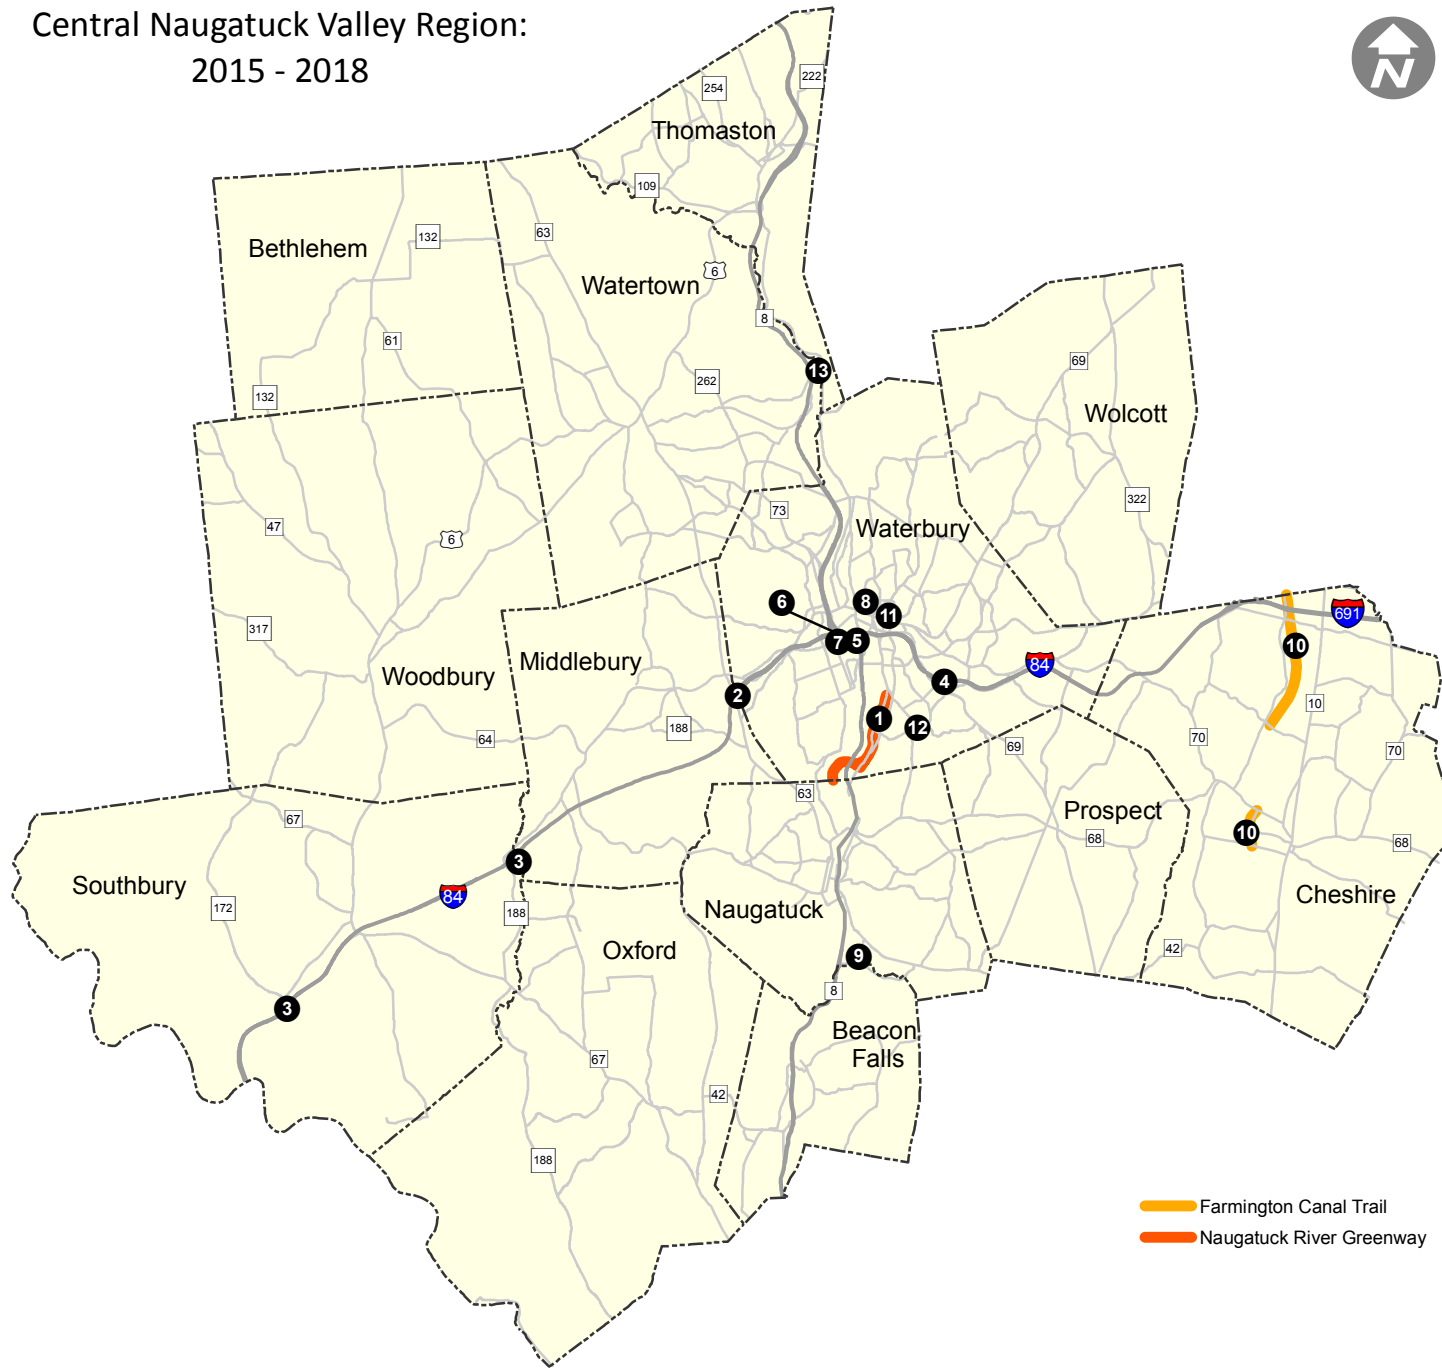 Central Naugatuck Valley Region:
2015 - 2018
N
222
254
Thomaston
109
63
132
Bethlehem
6
Watertown
8
61
69
13
262
132
Wolcott
322
73
47
Waterbury
6
6
8
11
691
317
7
5
10
Middlebury
84
Woodbury
4
2
10
1
12
188
64
70
69
70
63
Prospect
67
10
68
68
3
Southbury
84
Cheshire
172
188
Naugatuck
42
Oxford
9
8
3
Beacon
Falls
67
42
188
Farmington Canal Trail
Naugatuck River Greenway